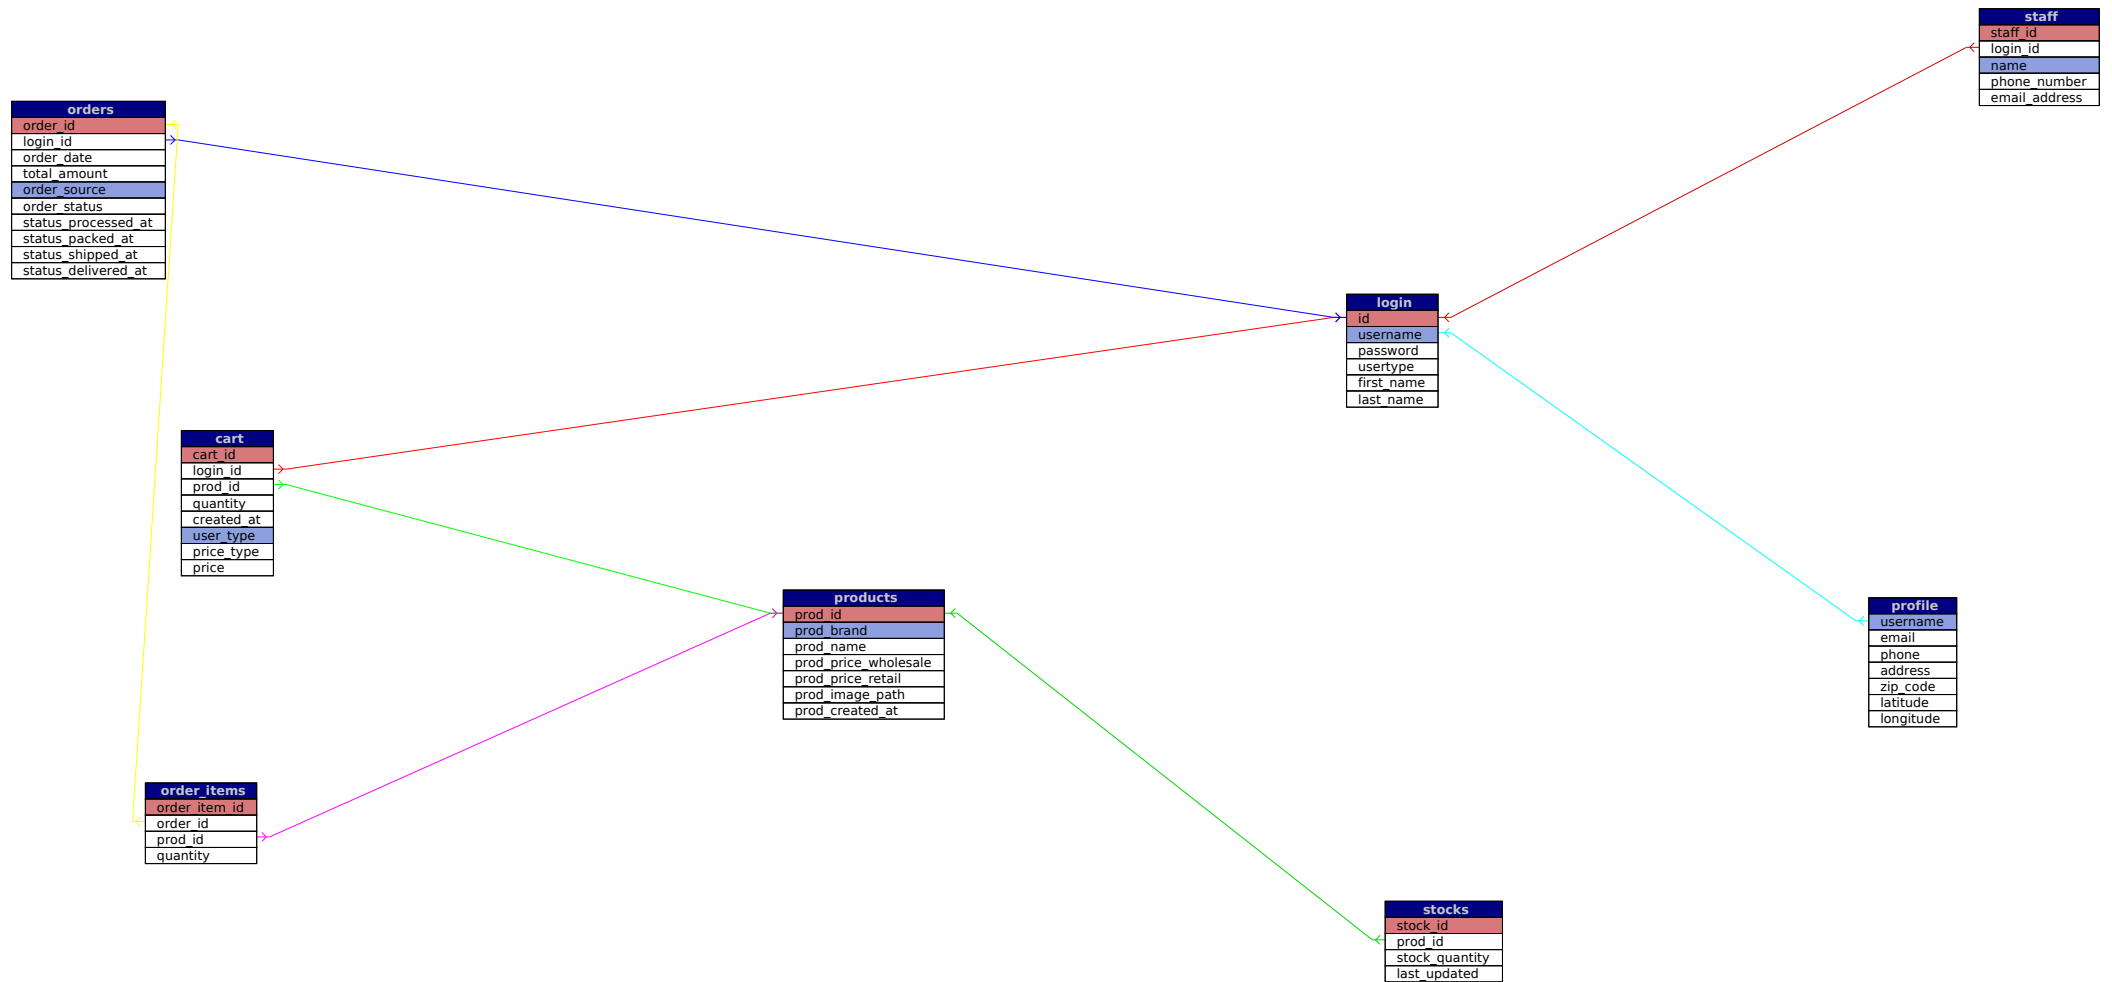 staff
staff_id
login_id
name
phone_number
email_address
orders
order_id
login_id
order_date
total_amount
order_source
order_status
status_processed_at
status_packed_at
status_shipped_at
status_delivered_at
login
id
username
password
usertype
first_name
last_name
cart
cart_id
login_id
prod_id
quantity
created_at
user_type
price_type
price
products
prod_id
prod_brand
prod_name
prod_price_wholesale
prod_price_retail
prod_image_path
prod_created_at
profile
username
email
phone
address
zip_code
latitude
longitude
order_items
order_item_id
order_id
prod_id
quantity
stocks
stock_id
prod_id
stock_quantity
last_updated